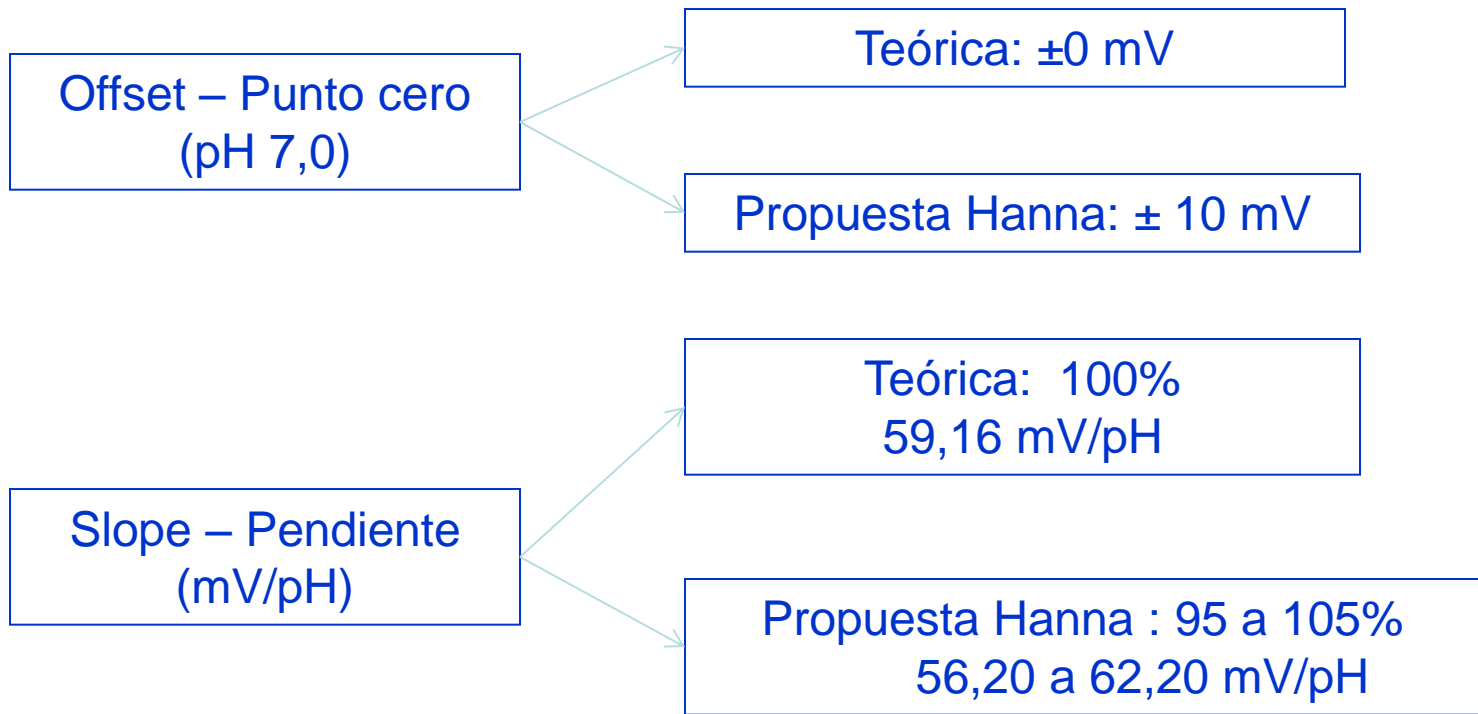 Offset – Punto cero
(pH 7,0)
Teórica: ±0 mV
Propuesta Hanna: ± 10 mV
Slope – Pendiente
(mV/pH)
Teórica: 100%
59,16 mV/pH
Propuesta Hanna : 95 a 105%
56,20 a 62,20 mV/pH